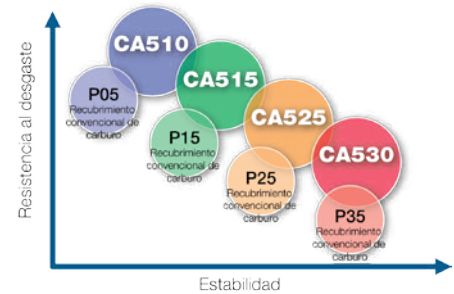 Resistencia al desgaste
CA510
P05
Recubrimiento
convencional de
carburo
CA515
P15
Recubrimiento
convencional de
carburo
CA525
P25
Recubrimiento
convencional de
carburo
CA530
P35
Recubrimiento
convencional de
carburo
Estabilidad